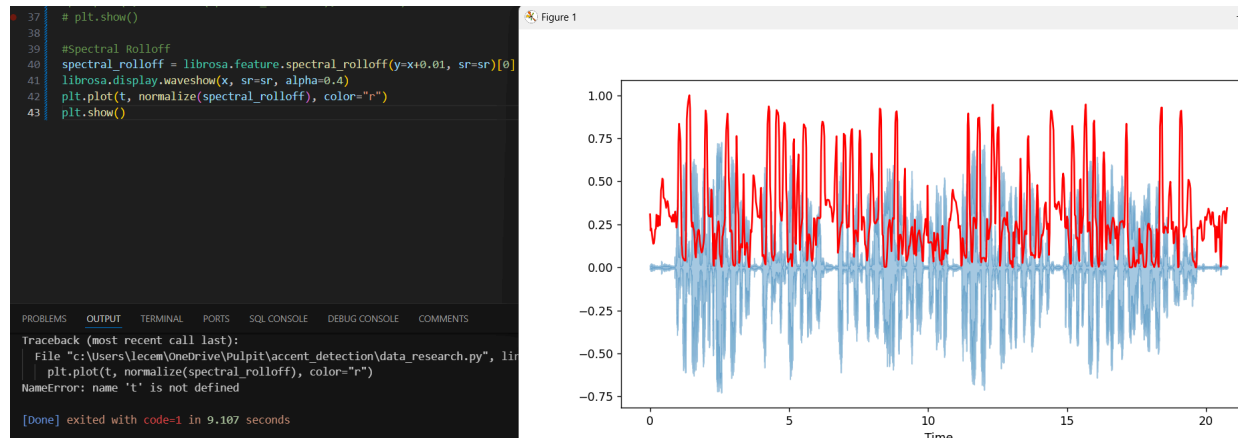 37 # plt.show()
38
39 #Spectral Rolloff
40 spectral_rolloff = librosa.feature.spectral_rolloff(y=x+0.01, sr=sr)[0]
41 librosa.display.waveshow(x, sr=sr, alpha=0.4)
42 plt.plot(t, normalize(spectral_rolloff), color="r")
43 plt.show()
PROBLEMS OUTPUT TERMINAL PORTS SQL CONSOLE DEBUG CONSOLE COMMENTS
Traceback (most recent call last):
File "c:\Users\lecem\OneDrive\Pulpit\accent_detection\data_research.py", lin
plt.plot(t, normalize(spectral_rolloff), color="r")
NameError: name 't' is not defined
[Done] exited with code=1 in 9.107 seconds
Figure 1
1.00
0.75
0.50
0.25
0.00
−0.25
−0.50
−0.75
0 5 10 15 20
Time